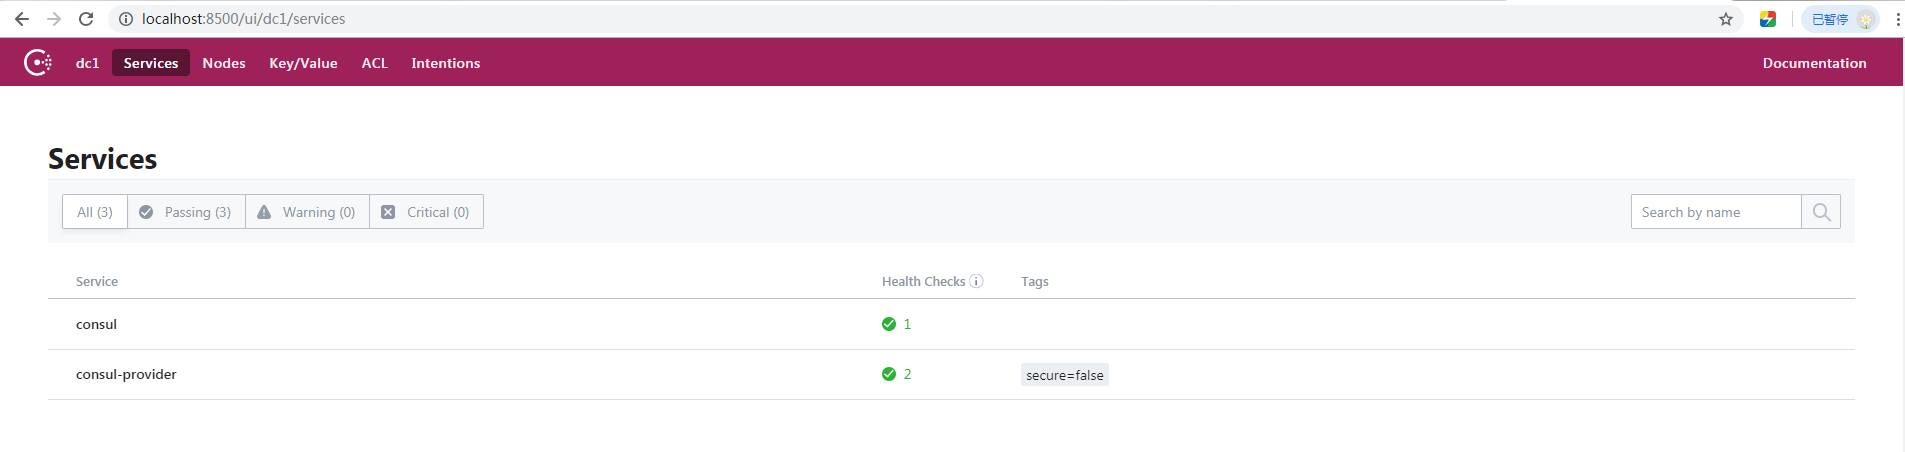 localhost:8500/ui/dc1/services
已暂停
dc1 Services Nodes Key/Value ACL Intentions Documentation
Services
All (3) Passing (3) Warning (0) Critical (0) Search by name
Service Health Checks Tags
consul 1
consul-provider 2 secure=false